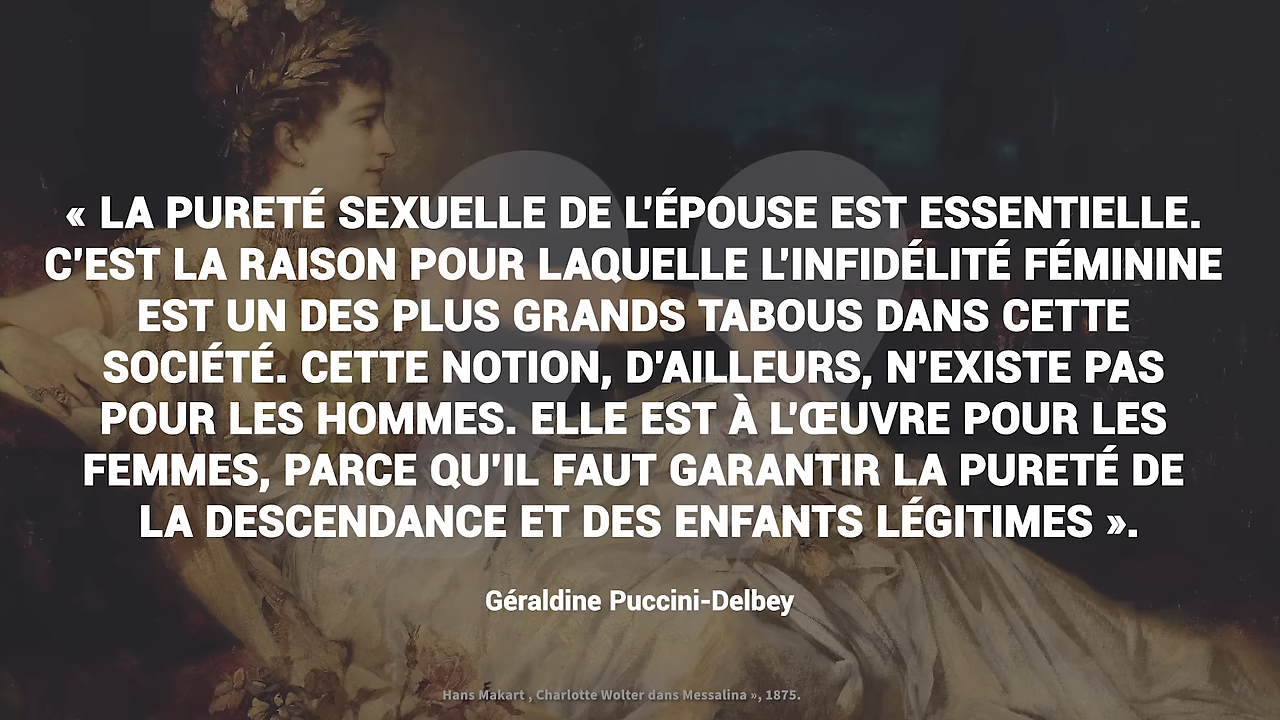 « LA PURETÉ SEXUELLE DE L'ÉPOUSE EST ESSENTIELLE.
C'EST LA RAISON POUR LAQUELLE L'INFIDÉLITÉ FÉMININE
EST UN DES PLUS GRANDS TABOUS DANS CETTE
SOCIÉTÉ. CETTE NOTION, D'AILLEURS, N'EXISTE PAS
POUR LES HOMMES. ELLE EST À L'ŒUVRE POUR LES
FEMMES, PARCE QU'IL FAUT GARANTIR LA PURETÉ DE
LA DESCENDANCE ET DES ENFANTS LÉGITIMES ».
Géraldine Puccini-Delbey
Hans Makart , Charlotte Wolter dans Messalina », 1875.